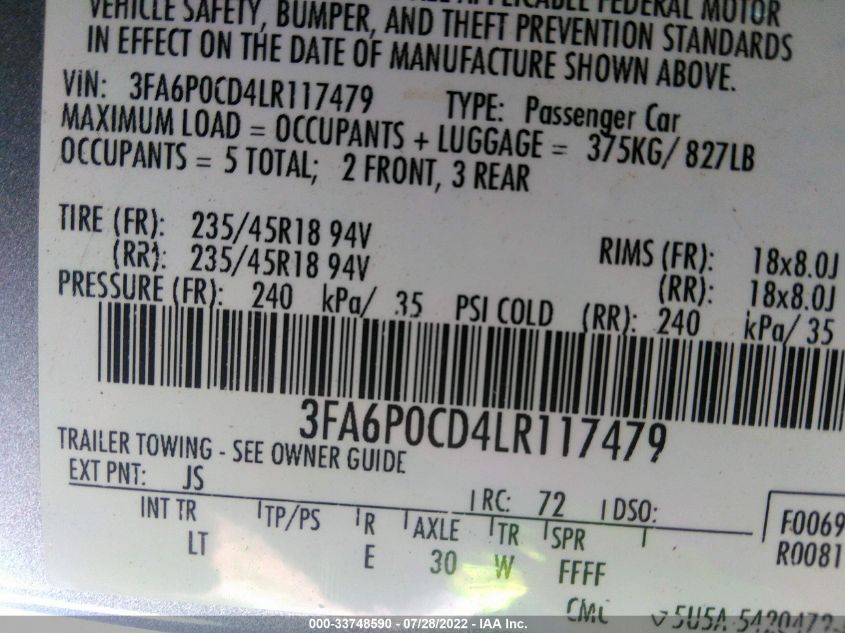 APPLICABLE FEDERAL MOTOR
VEHICLE SAFETY, BUMPER, AND THEFT PREVENTION STANDARDS
IN EFFECT ON THE DATE OF MANUFACTURE SHOWN ABOVE.
VIN: 3FA6P0CD4LR117479 TYPE: Passenger Car
MAXIMUM LOAD = OCCUPANTS + LUGGAGE = 375KG/ 827LB
OCCUPANTS = 5 TOTAL; 2 FRONT, 3 REAR
TIRE (FR): 235/45R18 94V RIMS (FR): 18x8.0J
(RR): 235/45R18 94V (RR): 18x8.0J
PRESSURE (FR): 240 kPa/ 35 PSI COLD (RR): 240 kPa/ 35
3FA6P0CD4LR117479
TRAILER TOWING - SEE OWNER GUIDE
EXT PNT: JS RC: 72 DSO: F0069
INT TR TP/PS R AXLE TR SPR R0081
LT E 30 W FFFF
5U5A
000-33748590 - 07/28/2022 - IAA Inc.